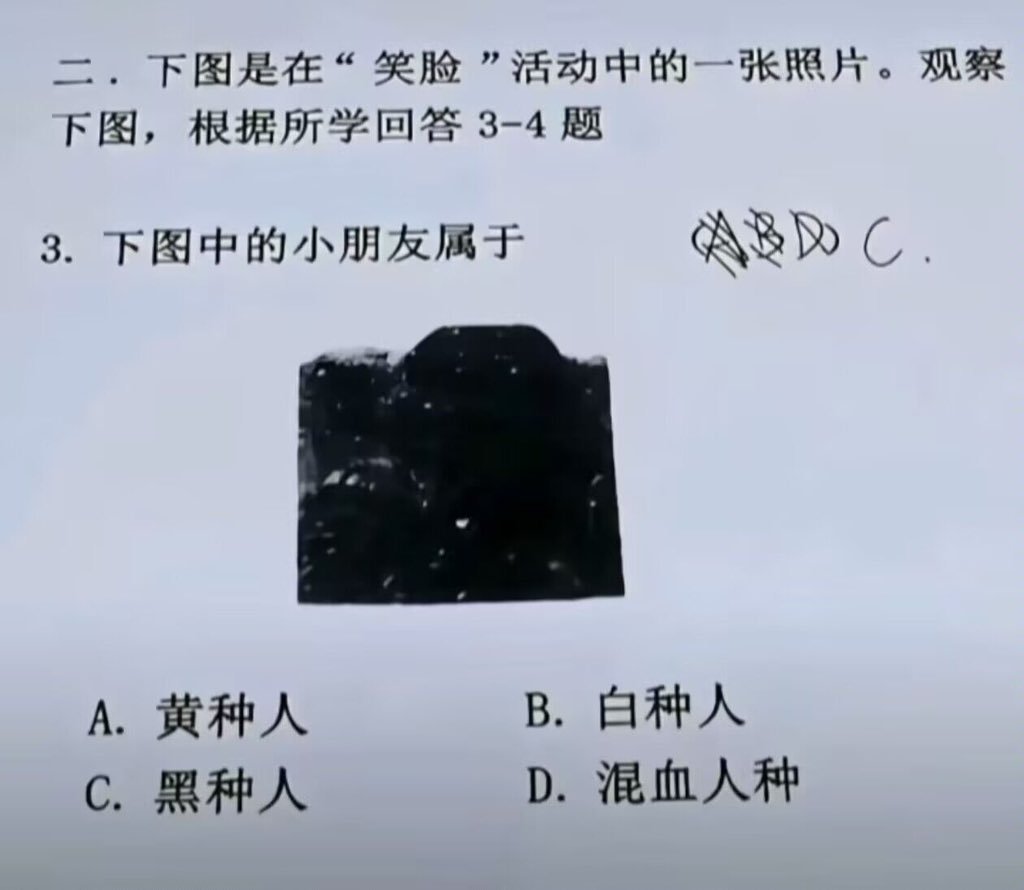 二．下图是在“笑脸”活动中的一张照片。观察
下图，根据所学回答 3-4 题
3. 下图中的小朋友属于 C.
A. 黄种人 B. 白种人
C. 黑种人 D. 混血人种